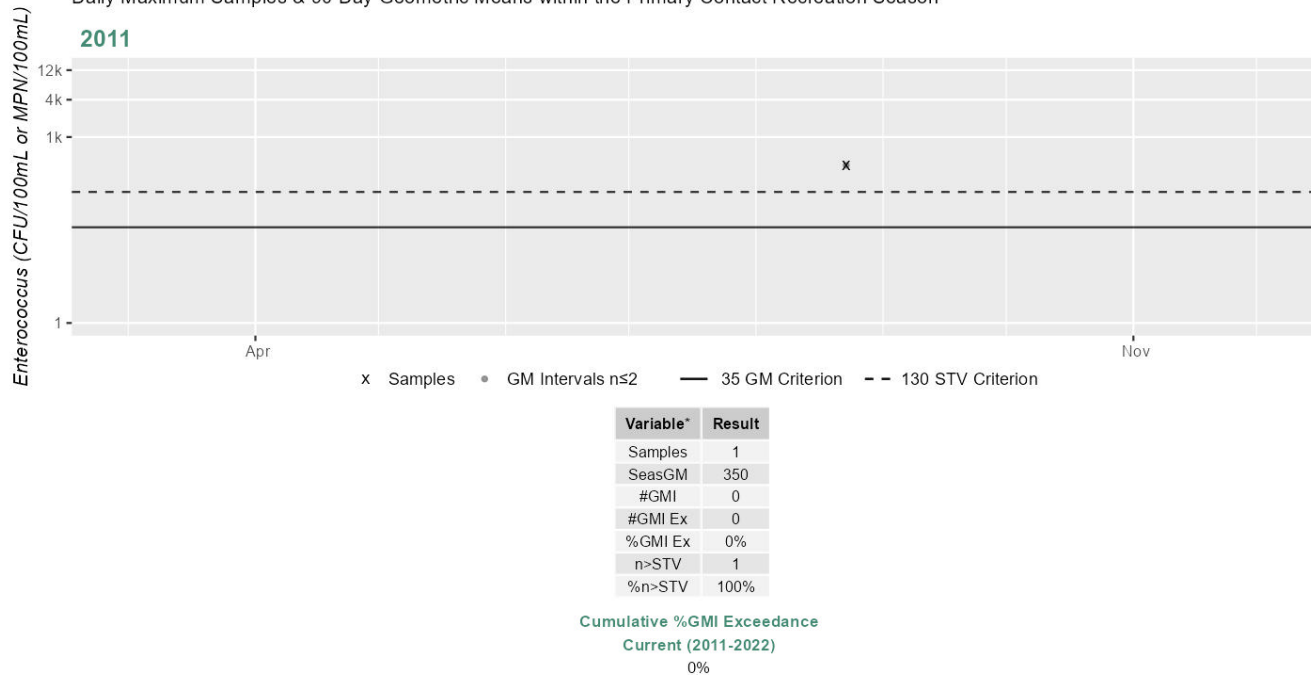 Daily Maximum Samples & 90-Day Geometric Means within the Primary Contact Recreation Season
2011
Enterococcus (CFU/100mL or MPN/100mL)
12k
4k
1k
1
Apr
Nov
x
x Samples GM Intervals n≤2 35 GM Criterion 130 STV Criterion
Variable* Result
Samples 1
SeasGM 350
#GMI 0
#GMI Ex 0
%GMI Ex 0%
n>STV 1
%n>STV 100%
Cumulative %GMI Exceedance
Current (2011-2022)
0%